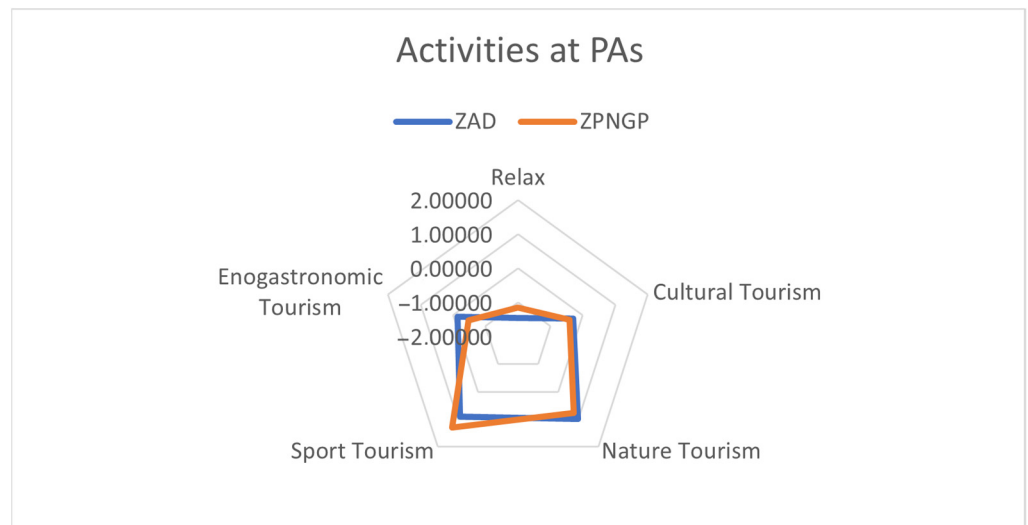 Activities at PAs
ZAD ZPNGP
Relax
2.00000
1.00000
0.00000
−1.00000
−2.00000
Enogastronomic
Tourism
Cultural Tourism
Sport Tourism
Nature Tourism